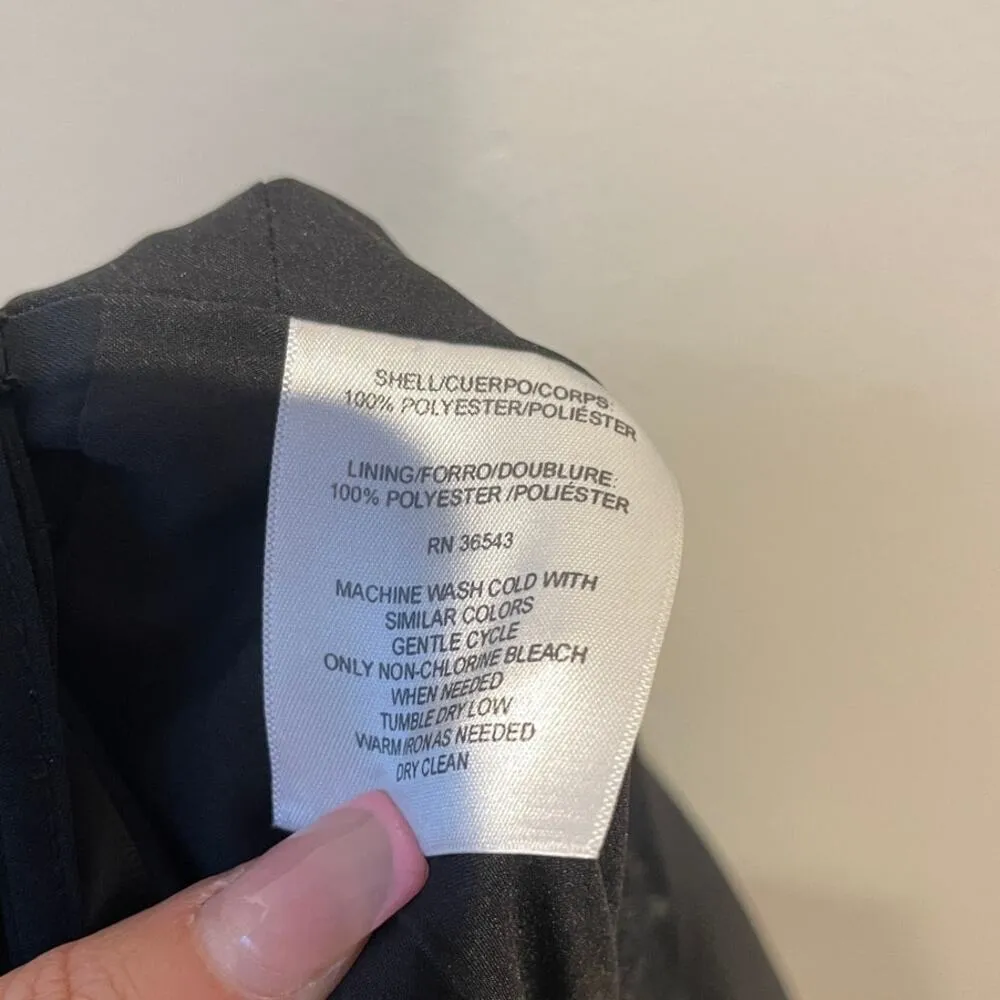 SHELL/CUERPO/CORPS:
100% POLYESTER/POLIÉSTER
LINING/FORRO/DOUBLURE
100% POLYESTER /POLIÉSTER
RN 36543
MACHINE WASH COLD WITH
SIMILAR COLORS
GENTLE CYCLE
ONLY NON-CHLORINE BLEACH
WHEN NEEDED
TUMBLE DRY LOW
WARM IRON AS NEEDED
DRY CLEAN